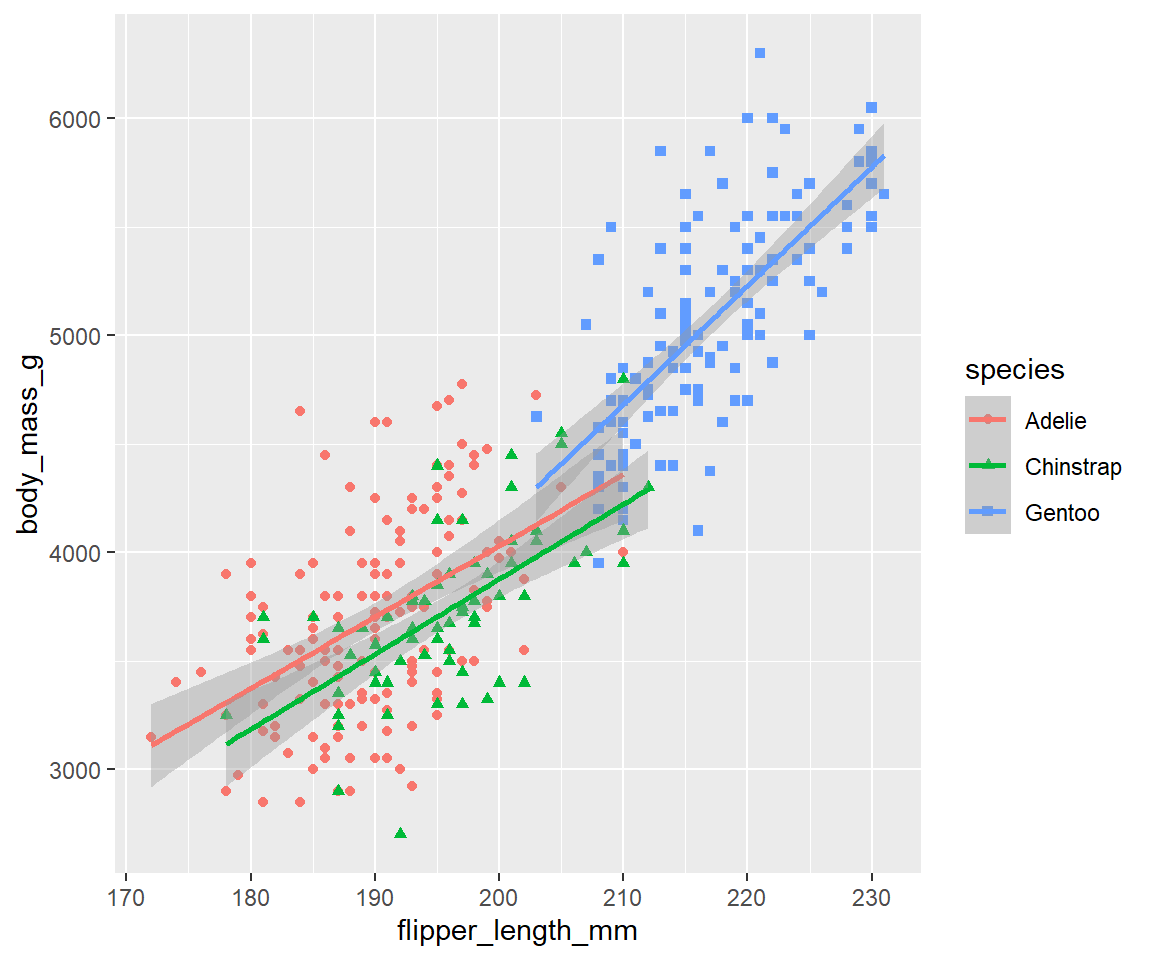 6000
5000
4000
3000
body_mass_g
170 180 190 200 210 220 230
flipper_length_mm
species
Adelie
Chinstrap
Gentoo